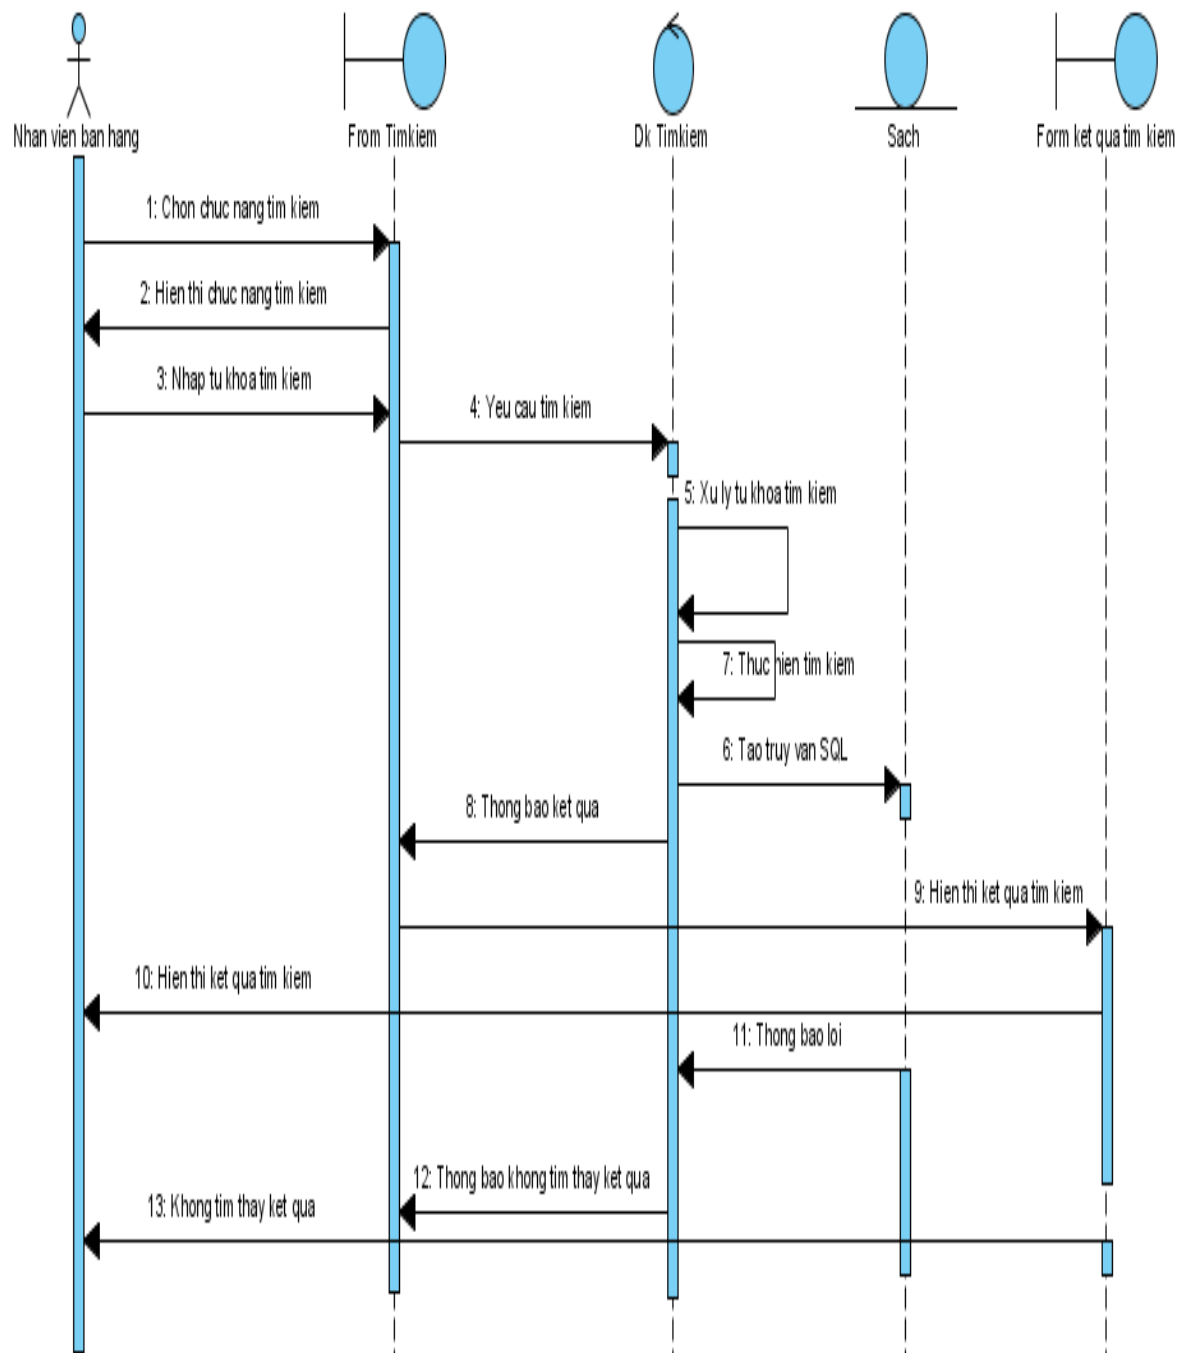 Nhan vien ban hang
From Timkiem
Dk Timkiem
Sach
Form ket qua tim kiem
1: Chon chuc nang tim kiem
2: Hien thi chuc nang tim kiem
3: Nhap tu khoa tim kiem
4: Yeu cau tim kiem
5: Xu ly tu khoa tim kiem
7: Thuc hien tim kiem
6: Tao truy van SQL
8: Thong bao ket qua
9: Hien thi ket qua tim kiem
10: Hien thi ket qua tim kiem
11: Thong bao loi
12: Thong bao khong tim thay ket qua
13: Khong tim thay ket qua